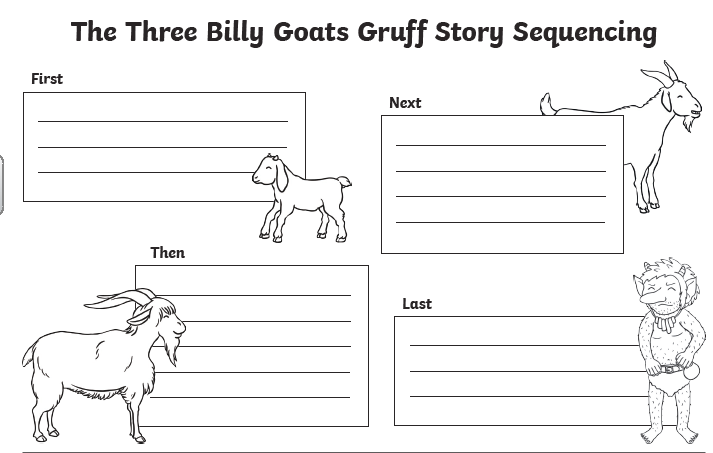 The Three Billy Goats Gruff Story Sequencing
First
Next
Then
Last